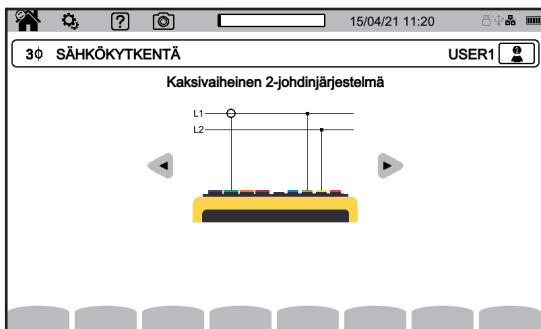 15/04/21 11:20
3Φ SÄHKÖKYTKENTÄ USER1
Kaksivaiheinen 2-johdinjärjestelmä
L1
L2